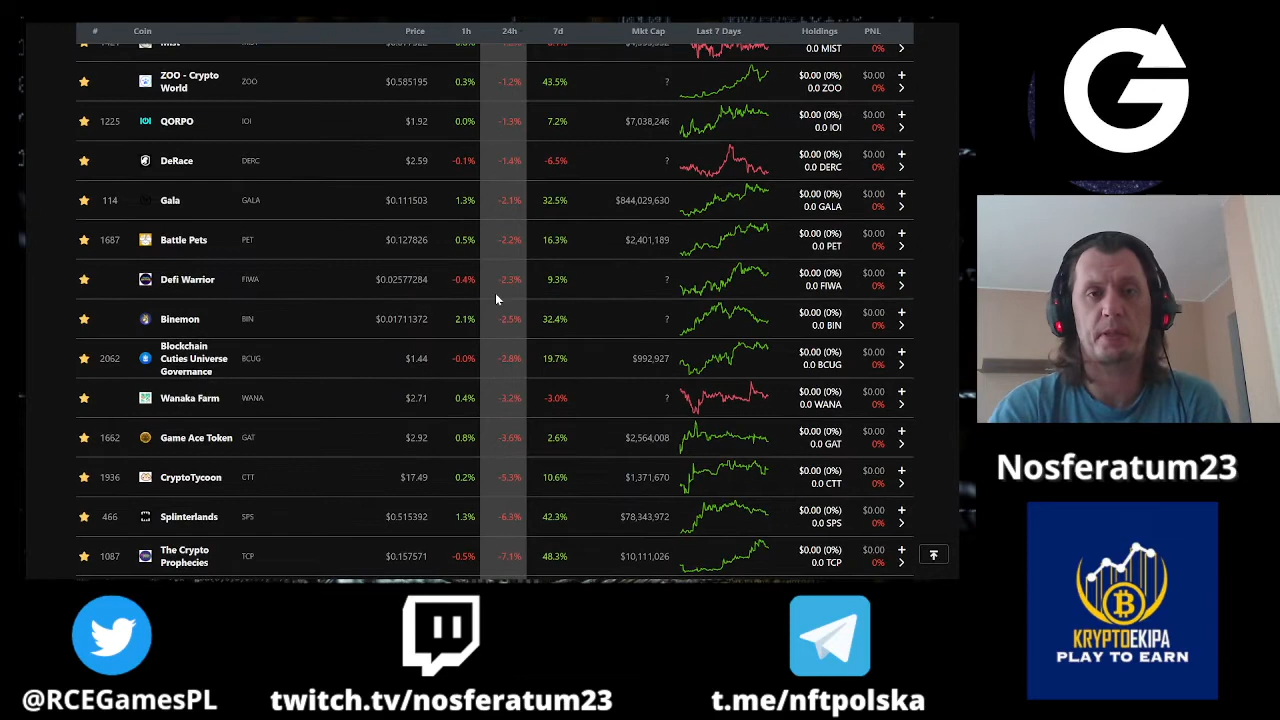 # Coin Price 1h 24h 7d Mkt Cap Last 7 Days Holdings PNL
0.0 MIST 0%
ZOO - Crypto World ZOO $0.585195 0.3% -1.2% 43.5% ? $0.00 (0%) $0.00 +
0.0 ZOO 0%
1225 IOI QORPO IOI $1.92 0.0% -1.3% 7.2% $7,038,246 $0.00 (0%) $0.00 +
0.0 IOI 0%
DeRace DERC $2.59 -0.1% -1.4% -6.5% ? $0.00 (0%) $0.00 +
0.0 DERC 0%
114 Gala GALA $0.111503 1.3% -2.1% 32.5% $844,029,630 $0.00 (0%) $0.00 +
0.0 GALA 0%
1687 Battle Pets PET $0.127826 0.5% -2.2% 16.3% $2,401,189 $0.00 (0%) $0.00 +
0.0 PET 0%
Defi Warrior FIWA $0.02577284 -0.4% -2.3% 9.3% ? $0.00 (0%) $0.00 +
0.0 FIWA 0%
Binemon BIN $0.01711372 2.1% -2.5% 32.4% ? $0.00 (0%) $0.00 +
0.0 BIN 0%
2062 Blockchain Cuties Universe Governance BCUG $1.44 -0.0% -2.8% 19.7% $992,927 $0.00 (0%) $0.00 +
0.0 BCUG 0%
Wanaka Farm WANA $2.71 0.4% -3.2% -3.0% ? $0.00 (0%) $0.00 +
0.0 WANA 0%
1662 Game Ace Token GAT $2.92 0.8% -3.6% 2.6% $2,564,008 $0.00 (0%) $0.00 +
0.0 GAT 0%
1936 CryptoTycoon CTT $17.49 0.2% -5.3% 10.6% $1,371,670 $0.00 (0%) $0.00 +
0.0 CTT 0%
466 Splinterlands SPS $0.515392 1.3% -6.3% 42.3% $78,343,972 $0.00 (0%) $0.00 +
0.0 SPS 0%
1087 The Crypto Prophecies TCP $0.157571 -0.5% -7.1% 48.3% $10,111,026 $0.00 (0%) $0.00 +
0.0 TCP 0%
Nosferatum23
KRYPTOEKIPA
PLAY TO EARN
@RCEGamesPL
twitch.tv/nosferatum23
t.me/nftpolska